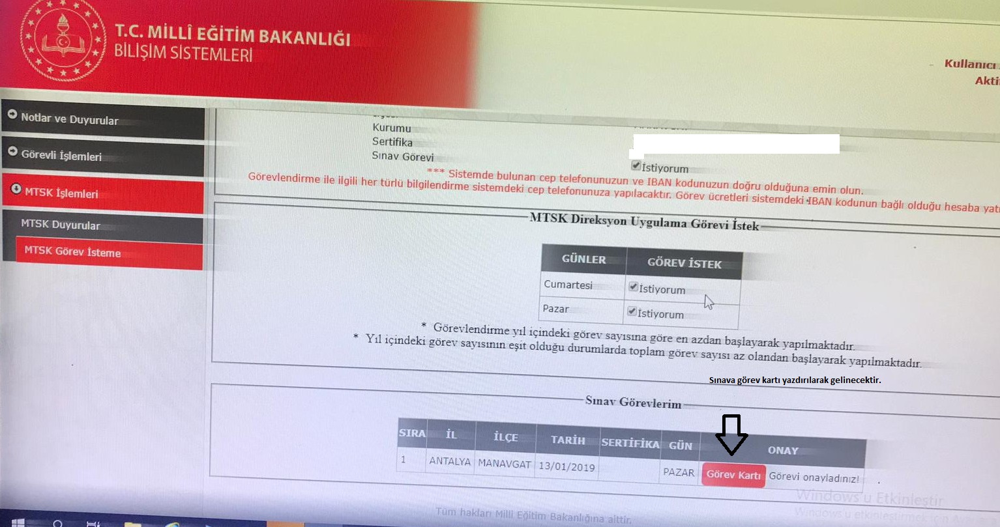 T.C. MİLLÎ EĞİTİM BAKANLIĞI
BİLİŞİM SİSTEMLERİ
Kullanıcı
Notlar ve Duyurular
Görevli İşlemleri
MTSK İşlemleri
MTSK Duyurular
MTSK Görev İsteme
Kurumu
Sertifika
Sınav Görevi
İstiyorum
*** Sistemde bulunan cep telefonunuzun ve IBAN kodunuzun doğru olduğuna emin olun.
Görevlendirme ile ilgili her türlü bilgilendirme sistemdeki cep telefonunuza yapılacaktır. Görev ücretleri sistemdeki IBAN kodunun bağlı olduğu hesaba
MTSK Direksiyon Uygulama Görevi İstek
GÜNLER GÖREV İSTEK
Cumartesi İstiyorum
Pazar İstiyorum
* Görevlendirme yıl içindeki görev sayısına göre en azdan başlayarak yapılmaktadır.
* Yıl içindeki görev sayısının eşit olduğu durumlarda toplam görev sayısı az olandan başlayarak yapılmaktadır.
Sınava görev kartı yazdırılarak gelinecektir.
Sınav Görevlerim
SIRA İL İLÇE TARİH SERTİFİKA GÜN ONAY
1 ANTALYA MANAVGAT 13/01/2019 PAZAR Görev Kartı Görevi onayladınız!
Windows'u Etkinleştir
Windows'u etkinleştirmek için
Tüm hakları Milli Eğitim Bakanlığına aittir.